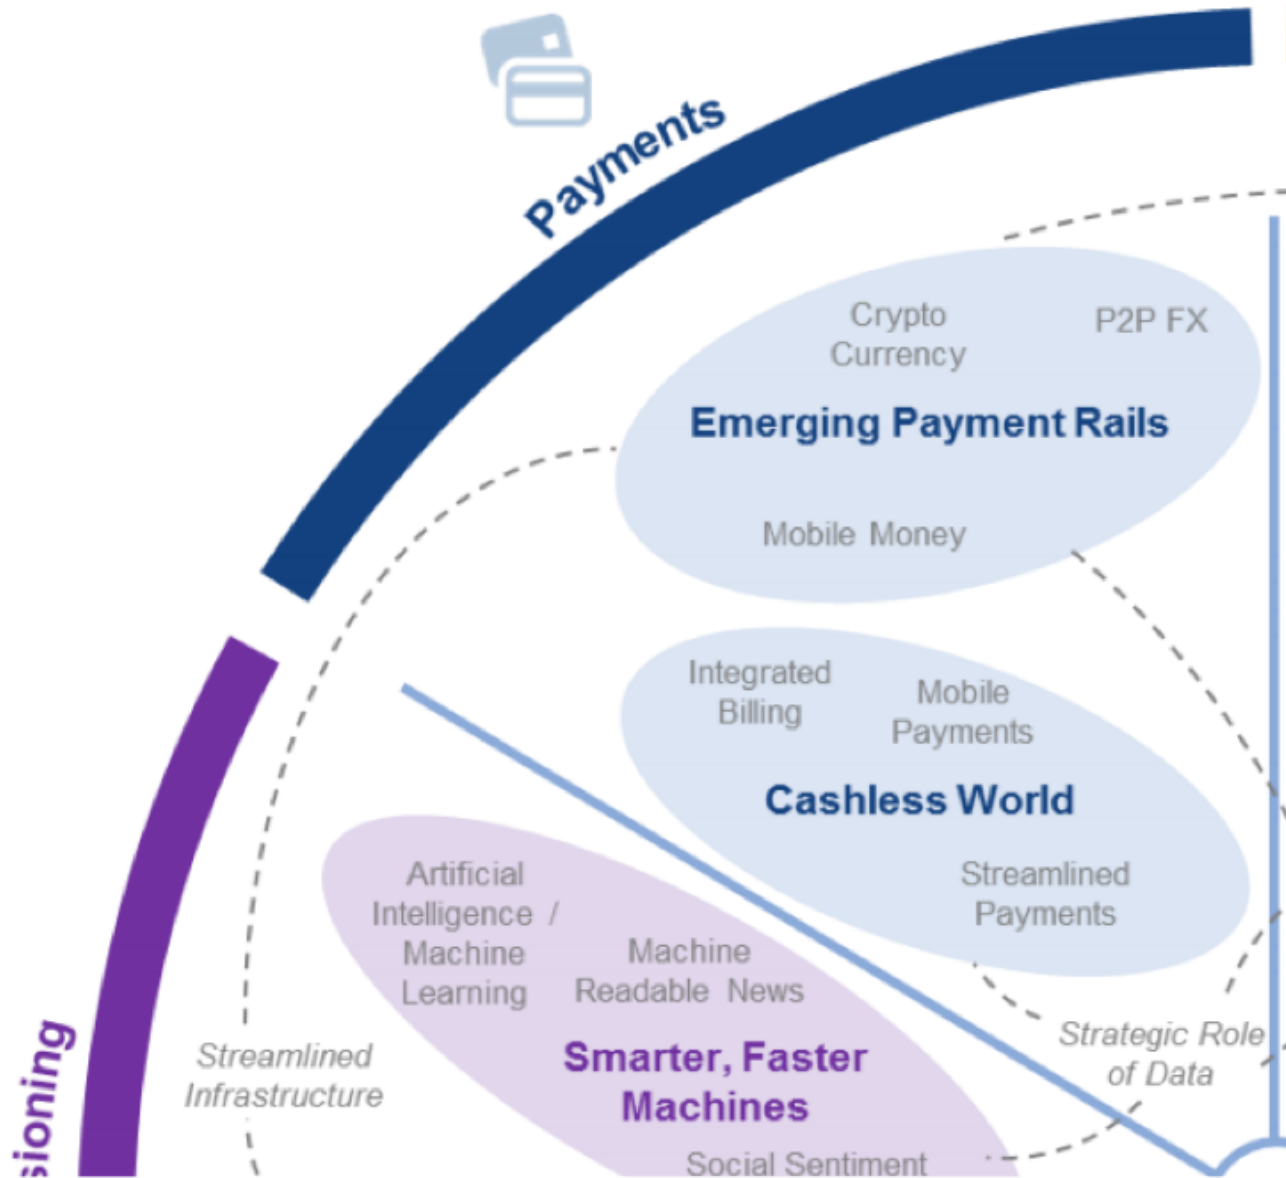 Payments
Crypto
Currency
P2P FX
Emerging Payment Rails
Mobile Money
Integrated
Billing
Mobile
Payments
Cashless World
Streamlined
Payments
Artificial
Intelligence /
Machine
Learning
Machine
Readable News
Smarter, Faster
Machines
Social Sentiment
Strategic Role
of Data
Streamlined
Infrastructure
sioning